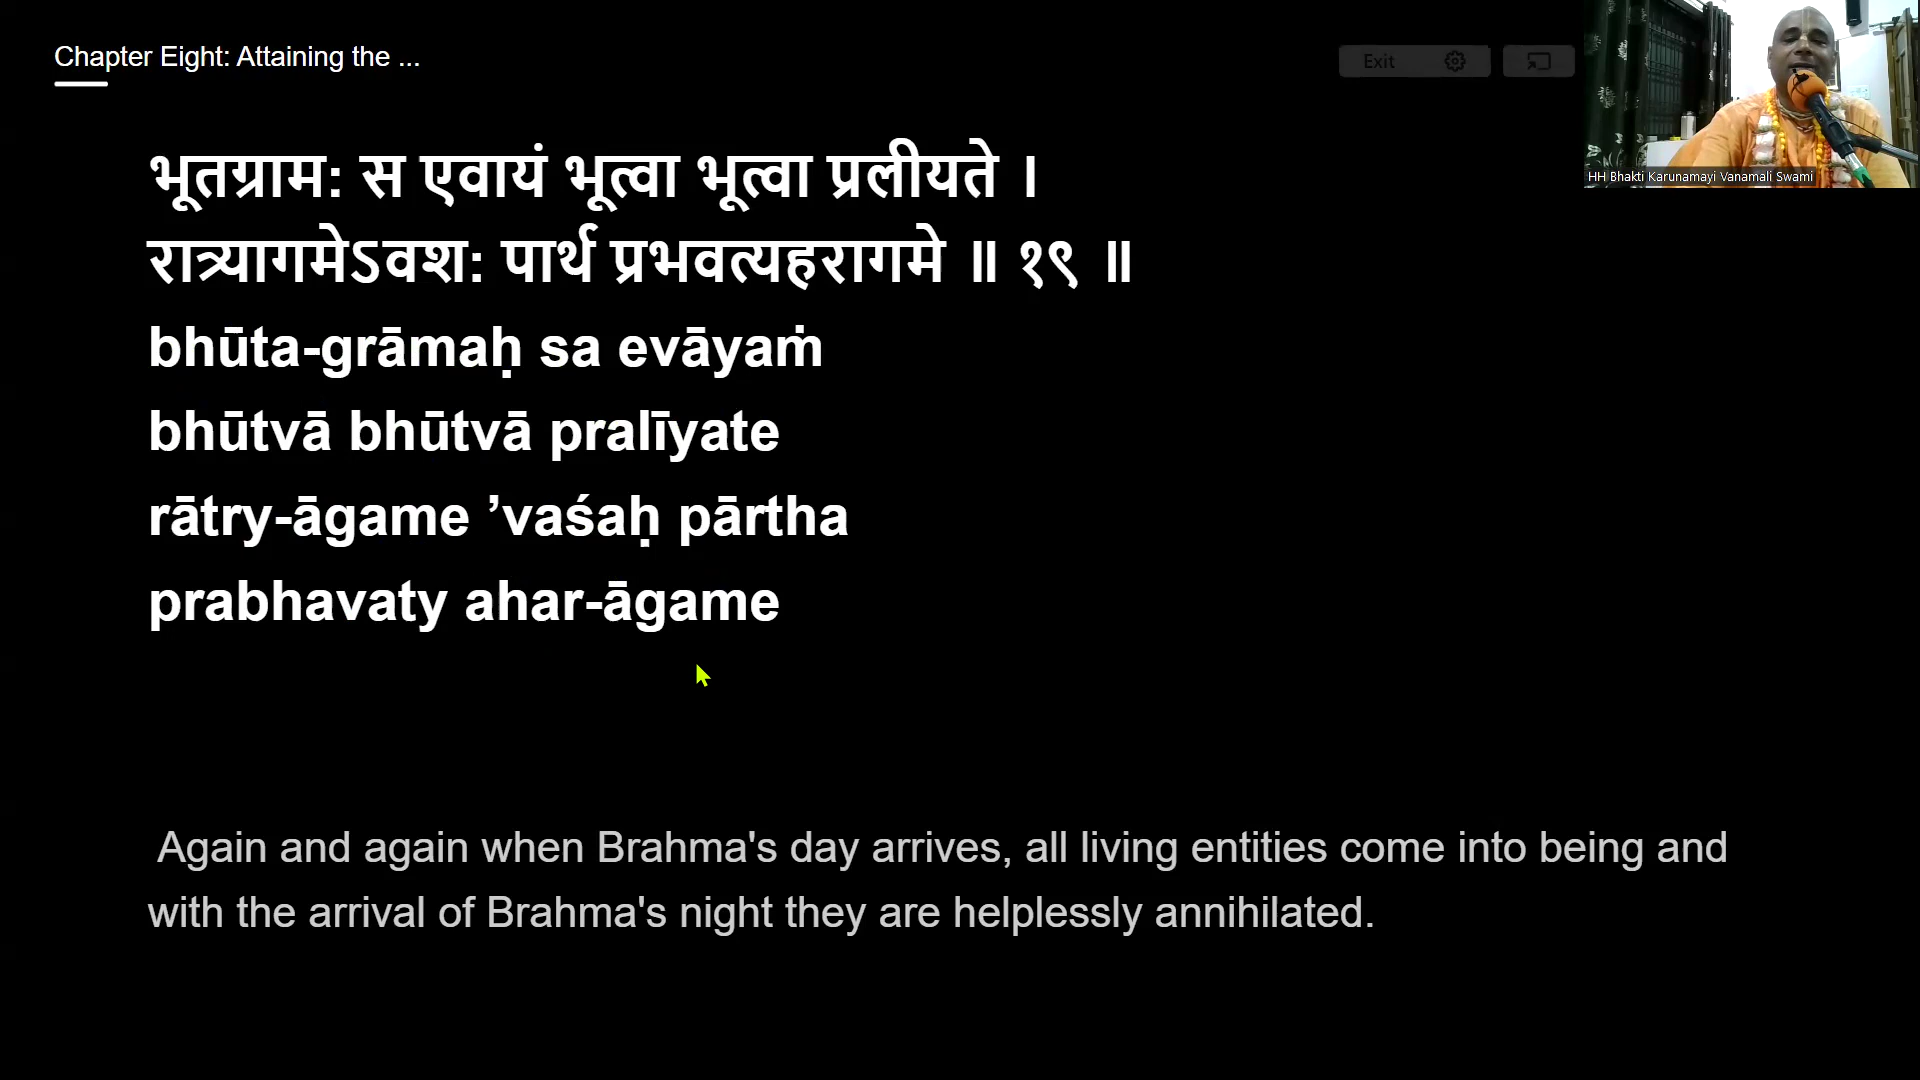 Chapter Eight: Attaining the ...
Exit
HH Bhakti Karunamayi Vanamali Swami
भूतग्राम: स एवायं भूत्वा भूत्वा प्रलीयते ।
रात्र्यागमेऽवश: पार्थ प्रभवत्यहरागमे ॥ १९ ॥
bhūta-grāmaḥ sa evāyaṁ
bhūtvā bhūtvā pralīyate
rātry-āgame ’vaśaḥ pārtha
prabhavaty ahar-āgame
Again and again when Brahma's day arrives, all living entities come into being and
with the arrival of Brahma's night they are helplessly annihilated.